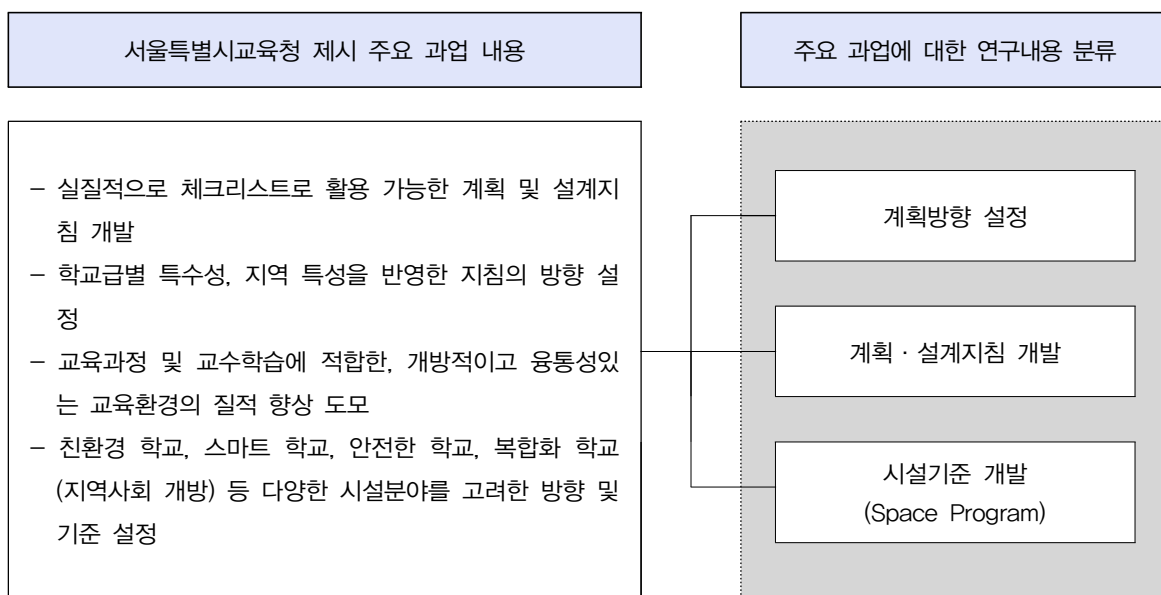 서울특별시교육청 제시 주요 과업 내용
주요 과업에 대한 연구내용 분류
– 실질적으로 체크리스트로 활용 가능한 계획 및 설계지
침 개발
– 학교급별 특수성, 지역 특성을 반영한 지침의 방향 설
정
– 교육과정 및 교수학습에 적합한, 개방적이고 융통성있
는 교육환경의 질적 향상 도모
– 친환경 학교, 스마트 학교, 안전한 학교, 복합화 학교
(지역사회 개방) 등 다양한 시설분야를 고려한 방향 및
기준 설정
계획방향 설정
계획 · 설계지침 개발
시설기준 개발
(Space Program)